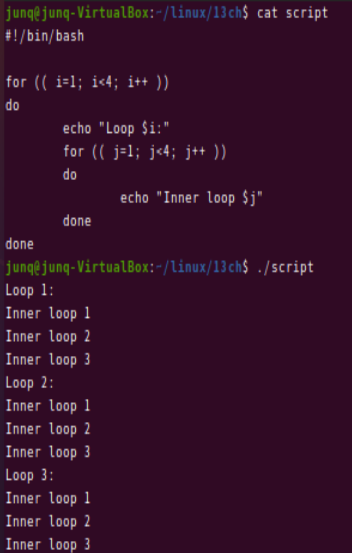 junq@junq-VirtualBox:~/linux/13ch$ cat script
#!/bin/bash
for (( i=1; i<4; i++ ))
do
echo "Loop $i:"
for (( j=1; j<4; j++ ))
do
echo "Inner loop $j"
done
done
junq@junq-VirtualBox:~/linux/13ch$ ./script
Loop 1:
Inner loop 1
Inner loop 2
Inner loop 3
Loop 2:
Inner loop 1
Inner loop 2
Inner loop 3
Loop 3:
Inner loop 1
Inner loop 2
Inner loop 3